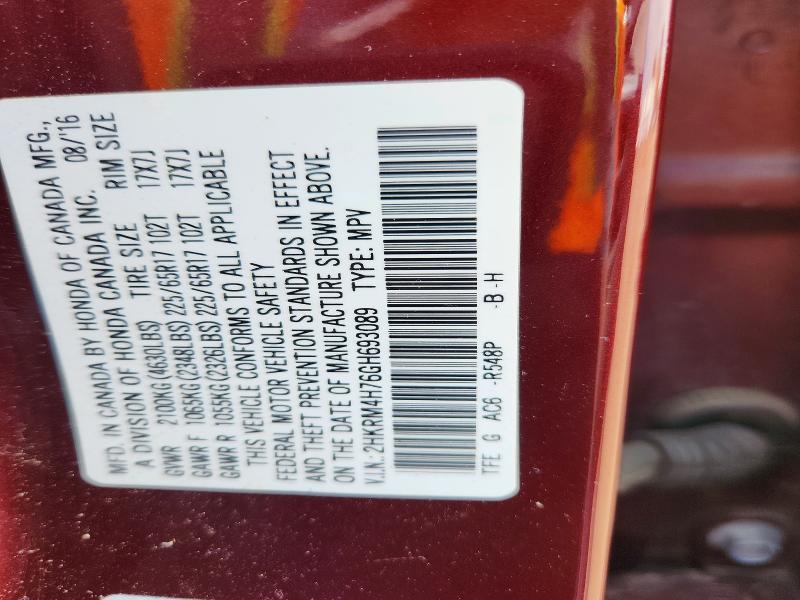 MFD. IN CANADA BY HONDA OF CANADA MFG.,
A DIVISION OF HONDA CANADA INC. 08/'16
TIRE SIZE RIM SIZE
GVWR 2100KG (4630LBS)
GAWR F 1065KG (2348LBS) 225/65R17 102T 17X7J
GAWR R 1055KG (2326LBS) 225/65R17 102T 17X7J
THIS VEHICLE CONFORMS TO ALL APPLICABLE
FEDERAL MOTOR VEHICLE SAFETY
AND THEFT PREVENTION STANDARDS IN EFFECT
ON THE DATE OF MANUFACTURE SHOWN ABOVE.
V.I.N.: 2HKRM4H76GH693089 TYPE: MPV
TFE G AC6 -R548P -B -H